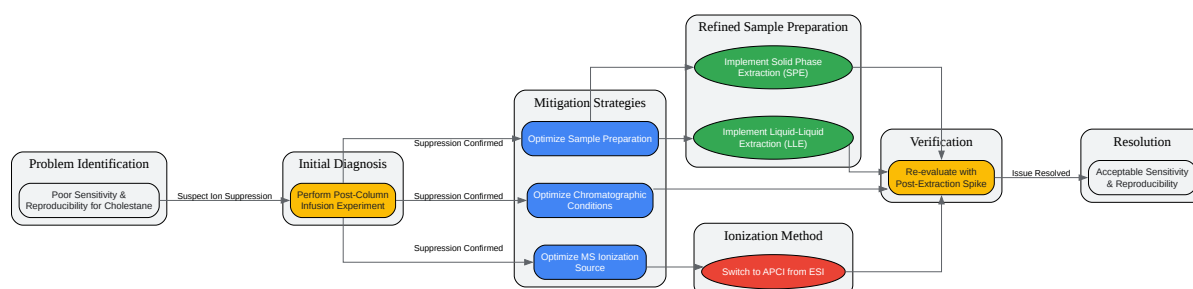 Problem Identification
Poor Sensitivity &
Reproducibility for Cholestane
Suspect Ion Suppression
Initial Diagnosis
Perform Post-Column
Infusion Experiment
Suppression Confirmed
Suppression Confirmed
Suppression Confirmed
Mitigation Strategies
Optimize Sample Preparation
Optimize Chromatographic
Conditions
Optimize MS Ionization
Source
Refined Sample Preparation
Implement Solid Phase
Extraction (SPE)
Implement Liquid-Liquid
Extraction (LLE)
Ionization Method
Switch to APCI from ESI
Verification
Re-evaluate with
Post-Extraction Spike
Issue Resolved
Resolution
Acceptable Sensitivity
& Reproducibility